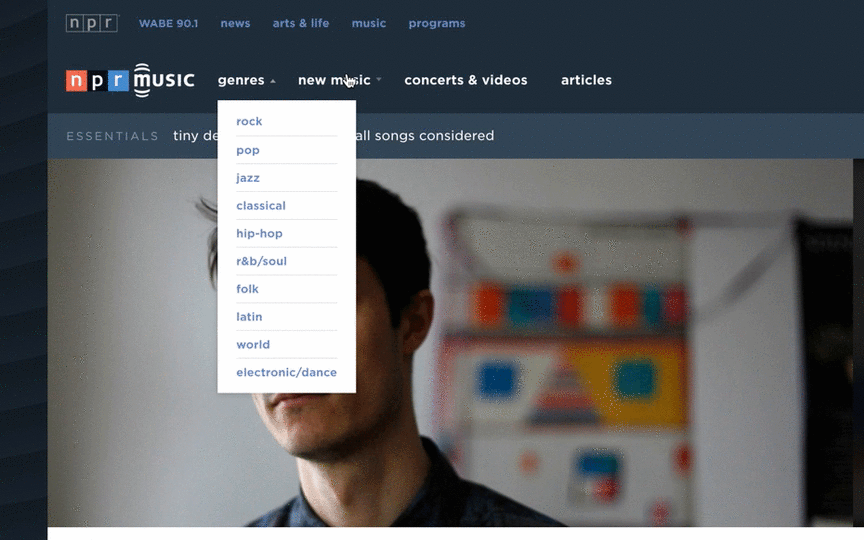 npr WABE 90.1 news arts & life music programs
npr music genres new music concerts & videos articles
ESSENTIALS tiny de all songs considered
rock
pop
jazz
classical
hip-hop
r&b/soul
folk
latin
world
electronic/dance